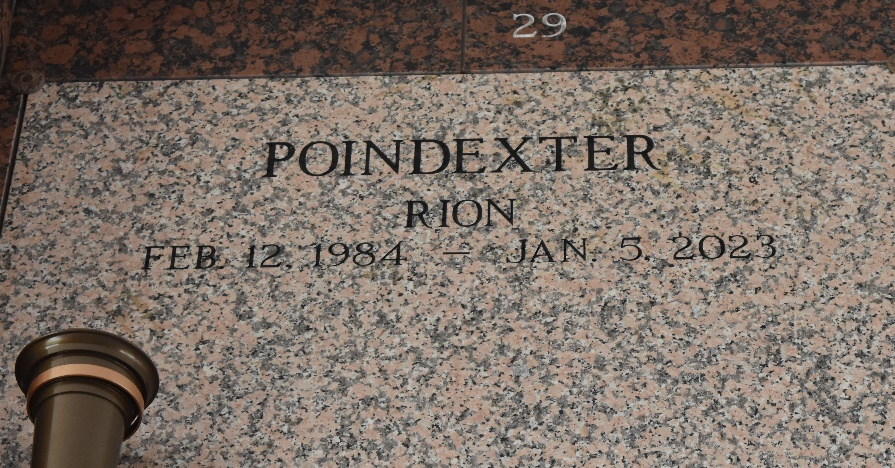 29
POINDEXTER
RION
FEB. 12, 1984 – JAN. 5, 2023